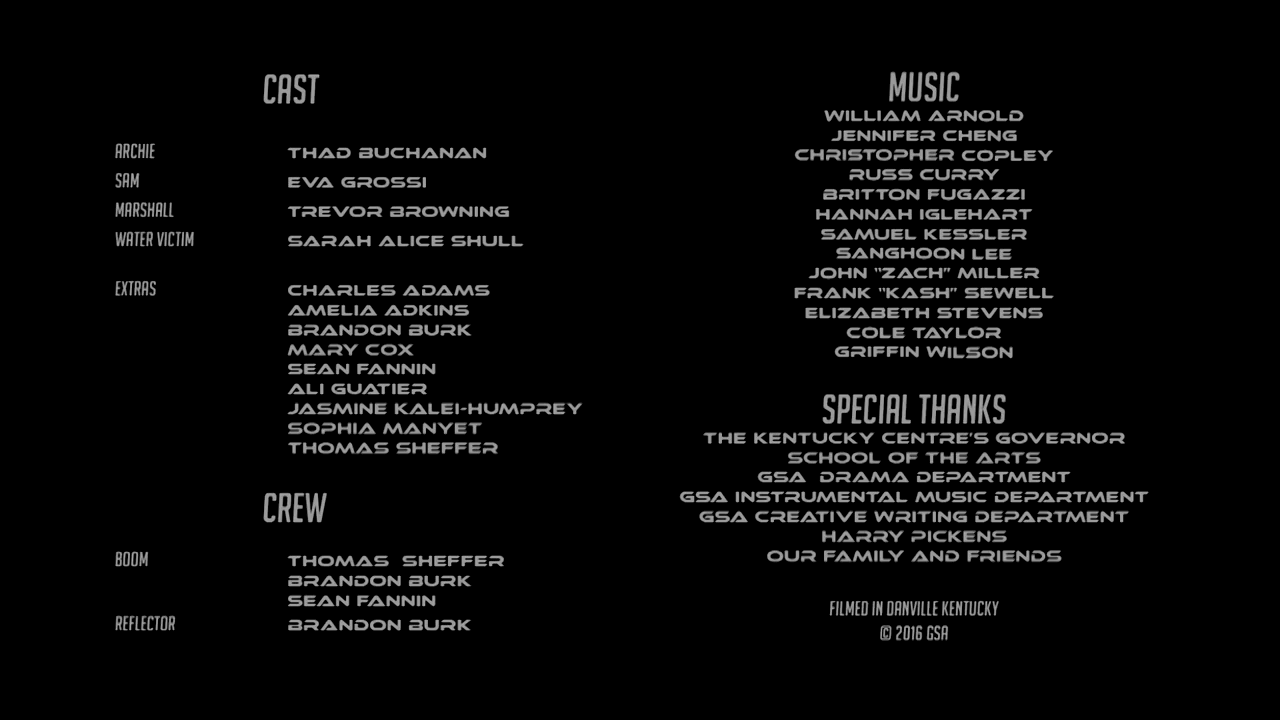 CAST
ARCHIE THAD BUCHANAN
SAM EVA GROSSI
MARSHALL TREVOR BROWNING
WATER VICTIM SARAH ALICE SHULL
EXTRAS CHARLES ADAMS
AMELIA ADKINS
BRANDON BURK
MARY COX
SEAN FANNIN
ALI GUATIER
JASMINE KALEI-HUMPREY
SOPHIA MANYET
THOMAS SHEFFER
CREW
BOOM THOMAS SHEFFER
BRANDON BURK
SEAN FANNIN
REFLECTOR BRANDON BURK
MUSIC
WILLIAM ARNOLD
JENNIFER CHENG
CHRISTOPHER COPLEY
RUSS CURRY
BRITTON FUGAZZI
HANNAH IGLEHART
SAMUEL KESSLER
SANGHOON LEE
JOHN "ZACH" MILLER
FRANK "KASH" SEWELL
ELIZABETH STEVENS
COLE TAYLOR
GRIFFIN WILSON
SPECIAL THANKS
THE KENTUCKY CENTRE'S GOVERNOR
SCHOOL OF THE ARTS
GSA DRAMA DEPARTMENT
GSA INSTRUMENTAL MUSIC DEPARTMENT
GSA CREATIVE WRITING DEPARTMENT
HARRY PICKENS
OUR FAMILY AND FRIENDS
FILMED IN DANVILLE KENTUCKY
© 2016 GSA